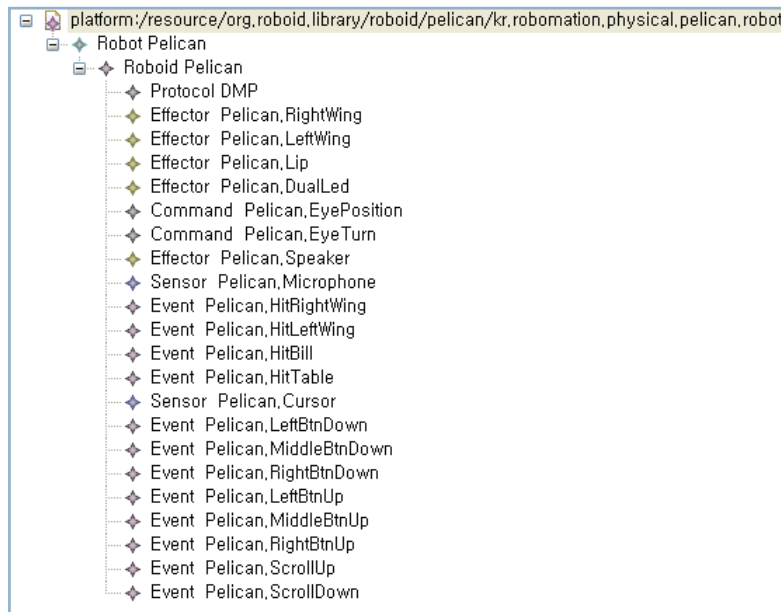 platform:/resource/org,roboid,library/roboid/pelican/kr,robomation,physical,pelican,robot
Robot Pelican
Roboid Pelican
Protocol DMP
Effector Pelican,RightWing
Effector Pelican,LeftWing
Effector Pelican,Lip
Effector Pelican,DualLed
Command Pelican,EyePosition
Command Pelican,EyeTurn
Effector Pelican,Speaker
Sensor Pelican,Microphone
Event Pelican,HitRightWing
Event Pelican,HitLeftWing
Event Pelican,HitBill
Event Pelican,HitTable
Sensor Pelican,Cursor
Event Pelican,LeftBtnDown
Event Pelican,MiddleBtnDown
Event Pelican,RightBtnDown
Event Pelican,LeftBtnUp
Event Pelican,MiddleBtnUp
Event Pelican,RightBtnUp
Event Pelican,ScrollUp
Event Pelican,ScrollDown